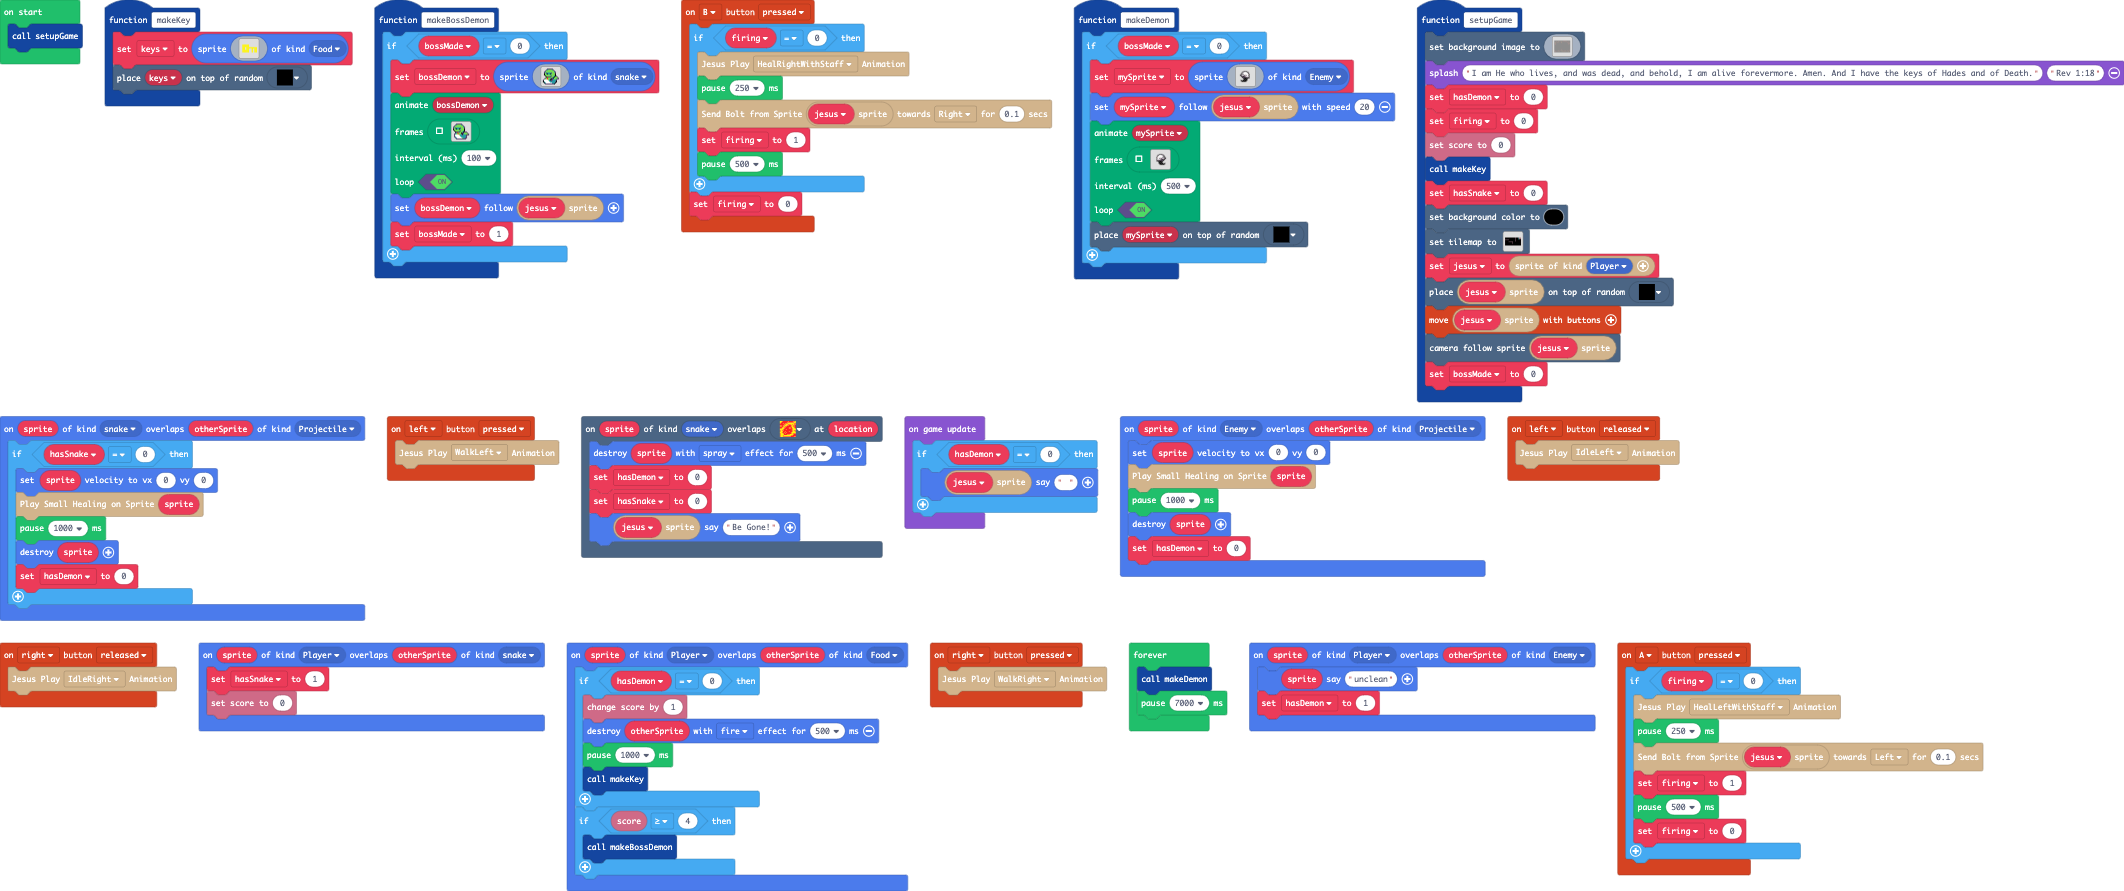 on start
call setupGame
function makeKey
set keys to sprite of kind Food
place keys on top of random
function makeBossDemon
if bossMade = 0 then
set bossDemon to sprite of kind snake
animate bossDemon
frames
interval (ms) 100
loop ON
set bossDemon follow jesus sprite
set bossMade to 1
on B button pressed
if firing = 0 then
Jesus Play HealRightWithStaff Animation
pause 250 ms
Send Bolt from Sprite jesus sprite towards Right for 0.1 secs
set firing to 1
pause 500 ms
set firing to 0
function makeDemon
if bossMade = 0 then
set mySprite to sprite of kind Enemy
set mySprite follow jesus sprite with speed 20
animate mySprite
frames
interval (ms) 500
loop ON
place mySprite on top of random
function setupGame
set background image to
splash "I am He who lives, and was dead, and behold, I am alive forevermore. Amen. And I have the keys of Hades and of Death." "Rev 1:18"
set hasDemon to 0
set firing to 0
set score to 0
call makeKey
set hasSnake to 0
set background color to
set tilemap to
set jesus to sprite of kind Player
place jesus sprite on top of random
move jesus sprite with buttons
camera follow sprite jesus sprite
set bossMade to 0
on sprite of kind snake overlaps otherSprite of kind Projectile
if hasSnake = 0 then
set sprite velocity to vx 0 vy 0
Play Small Healing on Sprite sprite
pause 1000 ms
destroy sprite
set hasDemon to 0
on left button pressed
Jesus Play WalkLeft Animation
on sprite of kind snake overlaps at location
destroy sprite with spray effect for 500 ms
set hasDemon to 0
set hasSnake to 0
jesus sprite say "Be Gone!"
on game update
if hasDemon = 0 then
jesus sprite say " "
on sprite of kind Enemy overlaps otherSprite of kind Projectile
set sprite velocity to vx 0 vy 0
Play Small Healing on Sprite sprite
pause 1000 ms
destroy sprite
set hasDemon to 0
on left button released
Jesus Play IdleLeft Animation
on right button released
Jesus Play IdleRight Animation
on sprite of kind Player overlaps otherSprite of kind snake
set hasSnake to 1
set score to 0
on sprite of kind Player overlaps otherSprite of kind Food
if hasDemon = 0 then
change score by 1
destroy otherSprite with fire effect for 500 ms
pause 1000 ms
call makeKey
if score ≥ 4 then
call makeBossDemon
on right button pressed
Jesus Play WalkRight Animation
forever
call makeDemon
pause 7000 ms
on sprite of kind Player overlaps otherSprite of kind Enemy
sprite say "unclean"
set hasDemon to 1
on A button pressed
if firing = 0 then
Jesus Play HealLeftWithStaff Animation
pause 250 ms
Send Bolt from Sprite jesus sprite towards Left for 0.1 secs
set firing to 1
pause 500 ms
set firing to 0